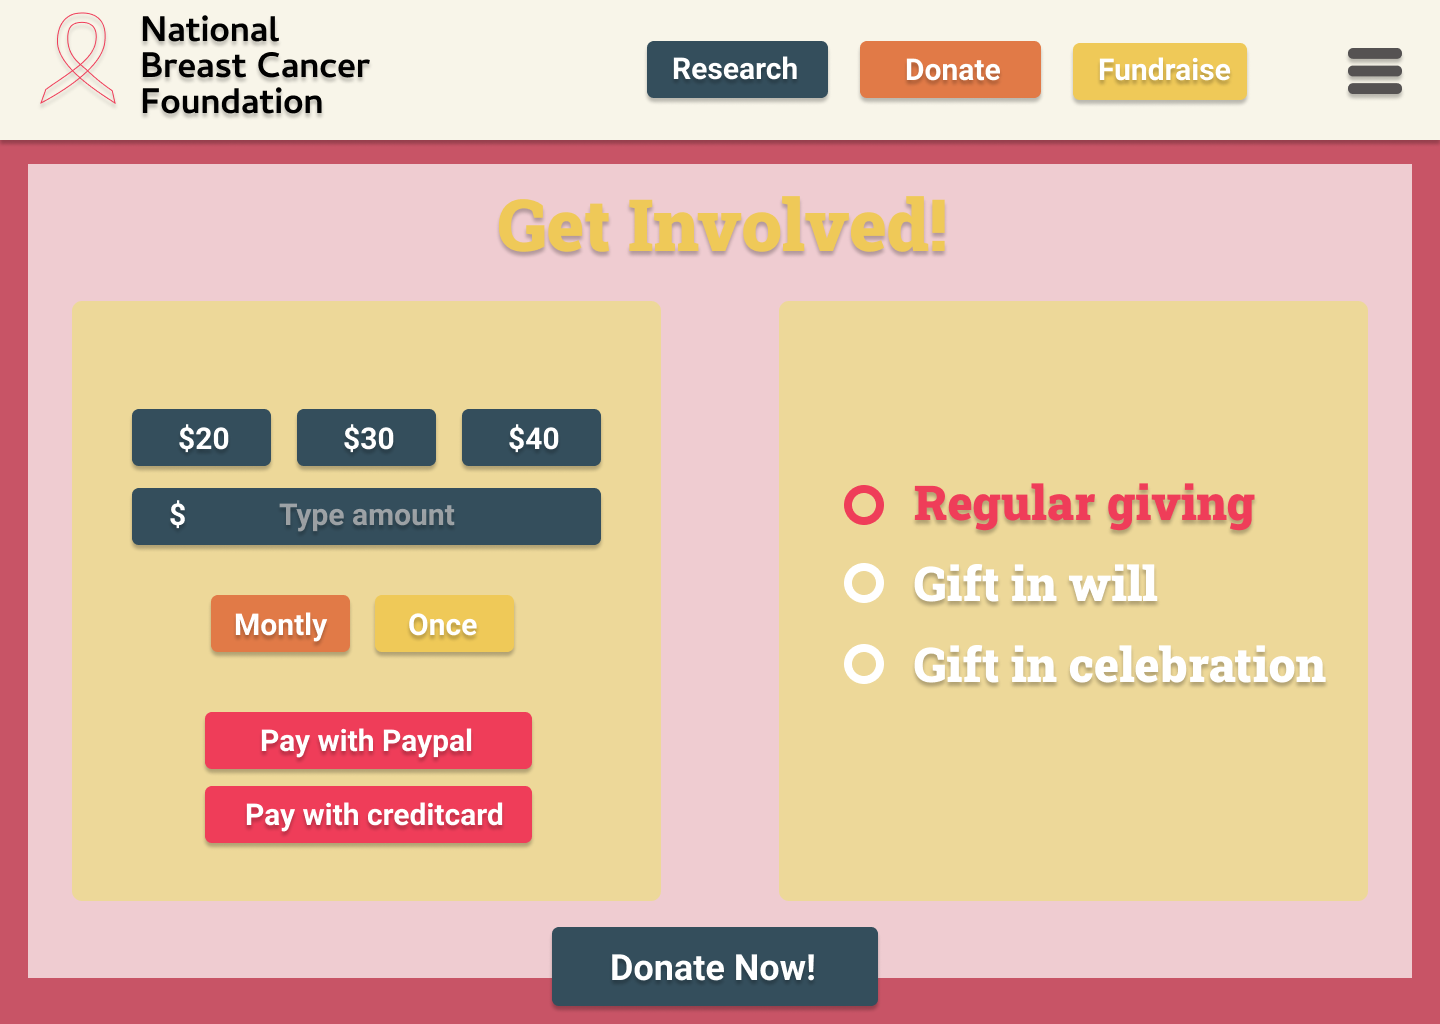 National
Breast Cancer
Foundation
Research
Donate
Fundraise
Get Involved!
$20
$30
$40
$ Type amount
Montly
Once
Pay with Paypal
Pay with creditcard
Regular giving
Gift in will
Gift in celebration
Donate Now!